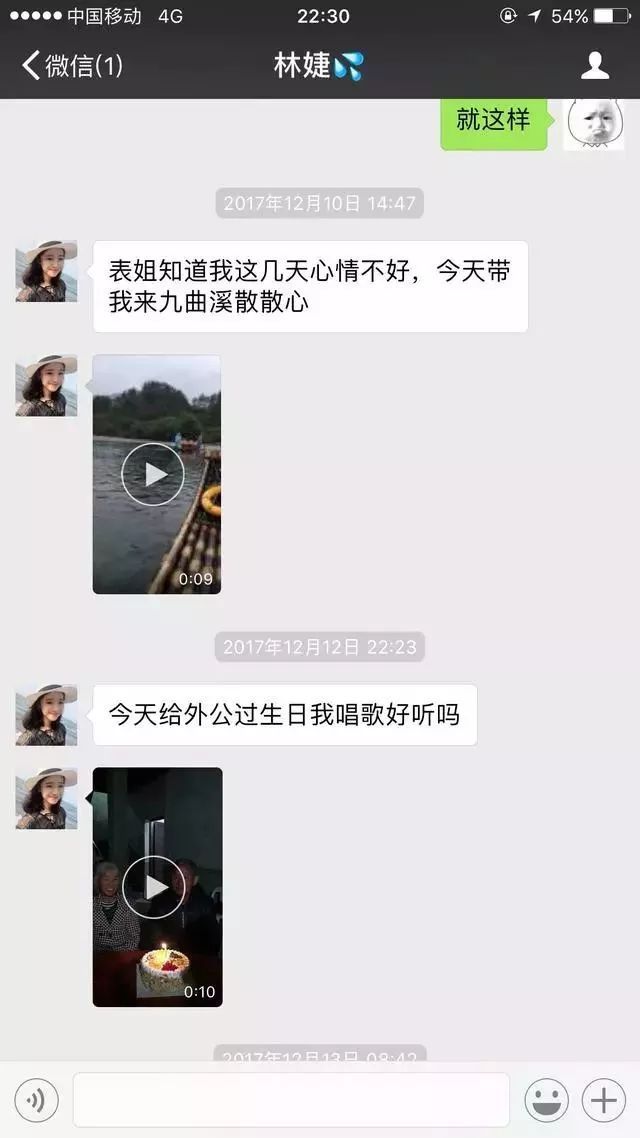 中国移动 4G 22:30 54%
微信(1) 林婕
就这样
2017年12月10日 14:47
表姐知道我这几天心情不好，今天带
我来九曲溪散散心
0:09
2017年12月12日 22:23
今天给外公过生日我唱歌好听吗
0:10
2017年12月13日 08:42